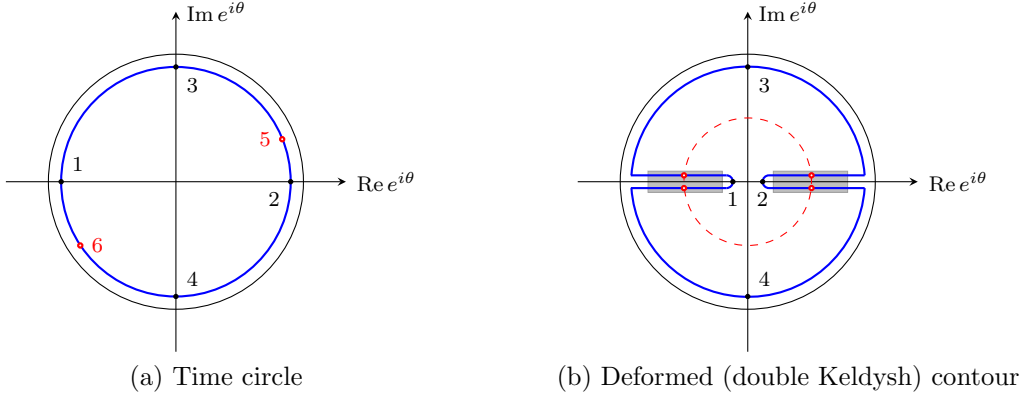 Im e^{iθ}
3
1
5
Re e^{iθ}
2
6
4
(a) Time circle
Im e^{iθ}
3
Re e^{iθ}
1 2
4
(b) Deformed (double Keldysh) contour